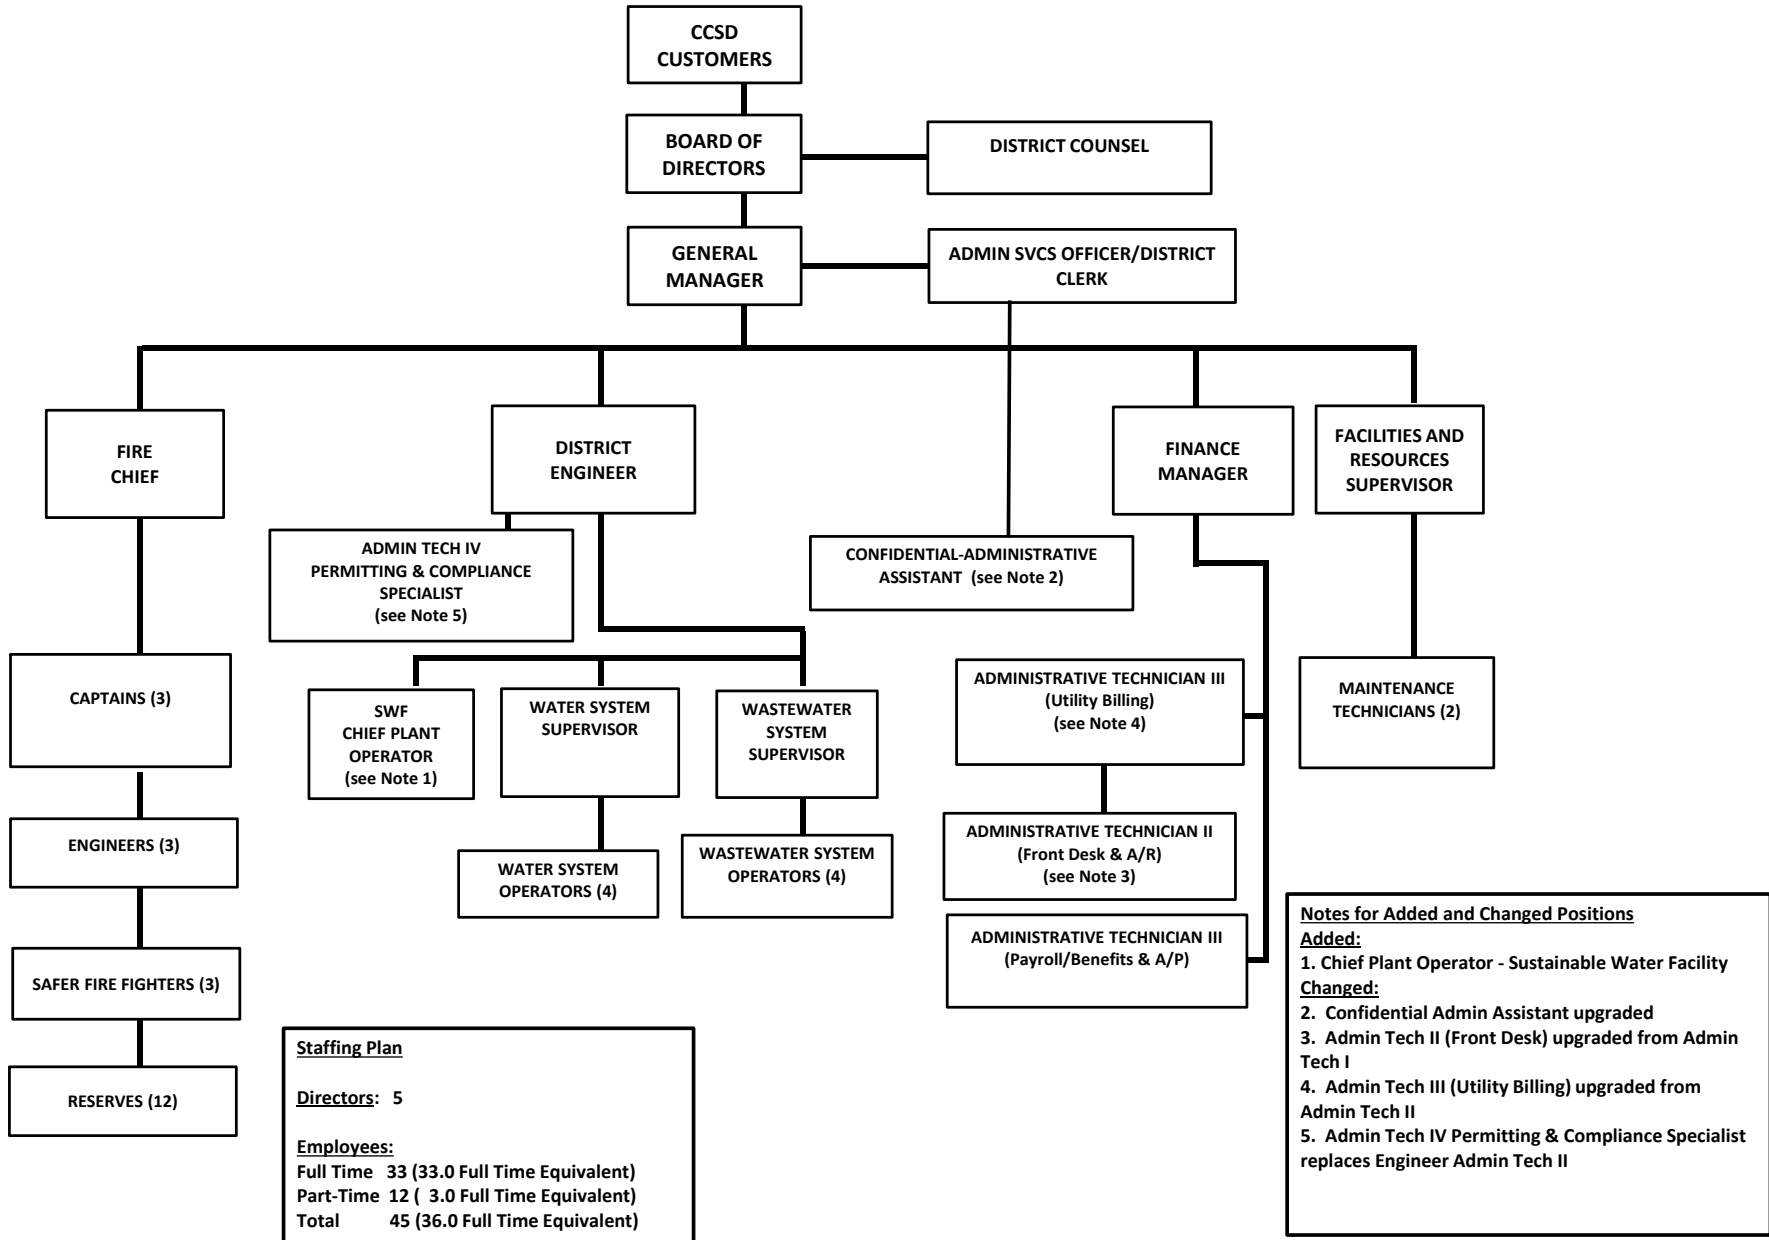 CCSD
CUSTOMERS
BOARD OF
DIRECTORS
DISTRICT COUNSEL
GENERAL
MANAGER
ADMIN SVCS OFFICER/DISTRICT
CLERK
FIRE
CHIEF
DISTRICT
ENGINEER
FINANCE
MANAGER
FACILITIES AND
RESOURCES
SUPERVISOR
ADMIN TECH IV
PERMITTING & COMPLIANCE
SPECIALIST
(see Note 5)
CONFIDENTIAL-ADMINISTRATIVE
ASSISTANT  (see Note 2)
CAPTAINS (3)
SWF
CHIEF PLANT
OPERATOR
(see Note 1)
WATER SYSTEM
SUPERVISOR
WASTEWATER
SYSTEM
SUPERVISOR
ADMINISTRATIVE TECHNICIAN III
(Utility Billing)
(see Note 4)
MAINTENANCE
TECHNICIANS (2)
ENGINEERS (3)
WATER SYSTEM
OPERATORS (4)
WASTEWATER SYSTEM
OPERATORS (4)
ADMINISTRATIVE TECHNICIAN II
(Front Desk & A/R)
(see Note 3)
ADMINISTRATIVE TECHNICIAN III
(Payroll/Benefits & A/P)
SAFER FIRE FIGHTERS (3)
RESERVES (12)
Staffing Plan
Directors:  5
Employees:
Full Time  33 (33.0 Full Time Equivalent)
Part-Time  12 (  3.0 Full Time Equivalent)
Total  45 (36.0 Full Time Equivalent)
Notes for Added and Changed Positions
Added:
1. Chief Plant Operator - Sustainable Water Facility
Changed:
2.  Confidential Admin Assistant upgraded
3.  Admin Tech II (Front Desk) upgraded from Admin
Tech I
4.  Admin Tech III (Utility Billing) upgraded from
Admin Tech II
5.  Admin Tech IV Permitting & Compliance Specialist
replaces Engineer Admin Tech II